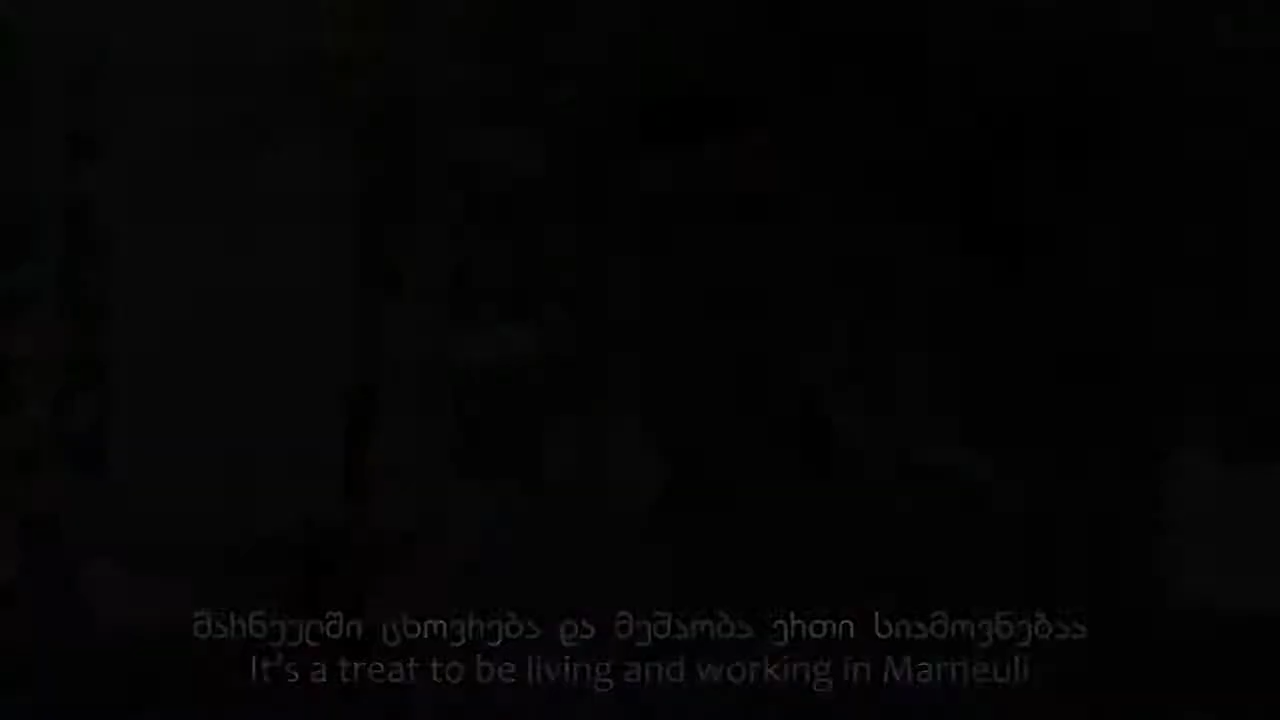 მარნეულში ცხოვრება და მუშაობა ერთი სიამოვნებაა
It's a treat to be living and working in Marneuli